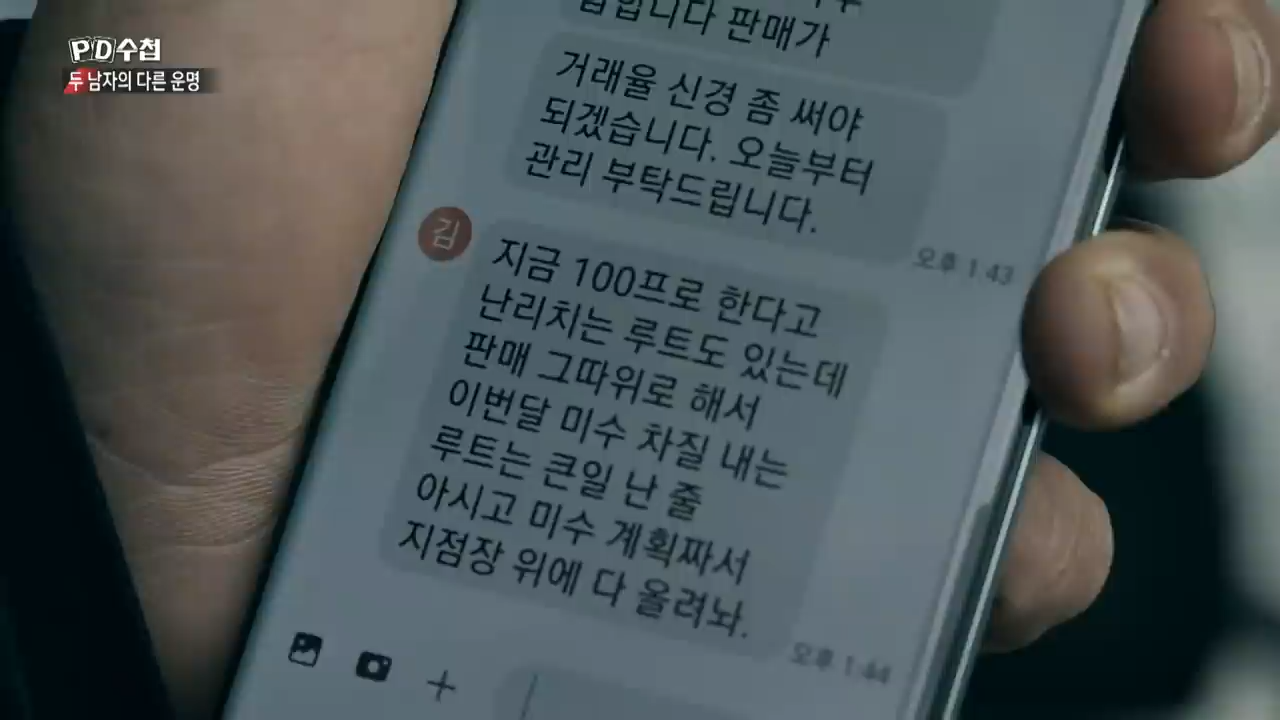 PD수첩
두 남자의 다른 운명
니다 판매가
거래율 신경 좀 써야
되겠습니다. 오늘부터
관리 부탁드립니다.
오후 1:43
김
지금 100프로 한다고
난리치는 루트도 있는데
판매 그따위로 해서
이번달 미수 차질 내는
루트는 큰일 난 줄
아시고 미수 계획짜서
지점장 위에 다 올려놔.
오후 1:44